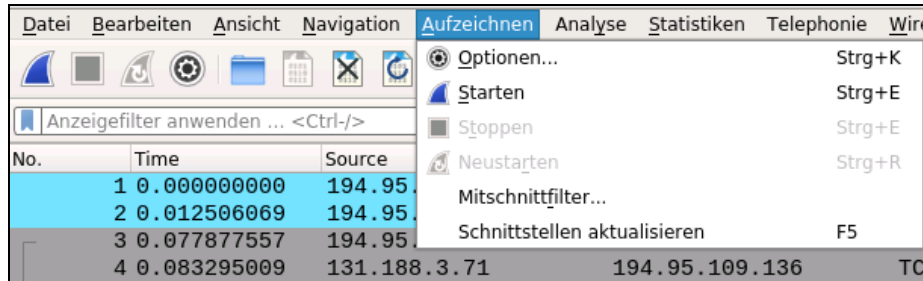 Datei Bearbeiten Ansicht Navigation Aufzeichnen Analyse Statistiken Telephonie
Optionen... Strg+K
Starten Strg+E
Stoppen Strg+E
Neustarten Strg+R
Mitschnittfilter...
Schnittstellen aktualisieren F5
Anzeigefilter anwenden ... <Ctrl-/>
No. Time Source
1 0.000000000 194.95.
2 0.012506069 194.95.
3 0.077877557 194.95.
4 0.083295009 131.188.3.71 194.95.109.136 TC